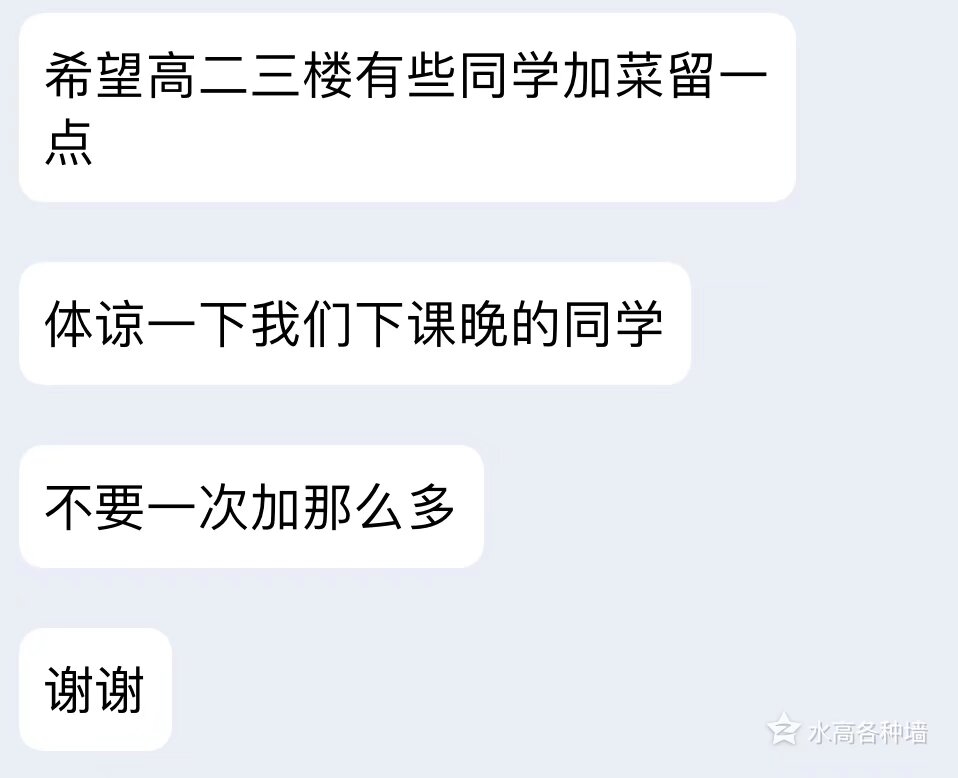 希望高二三楼有些同学加菜留一
点
体谅一下我们下课晚的同学
不要一次加那么多
谢谢
水高各种墙